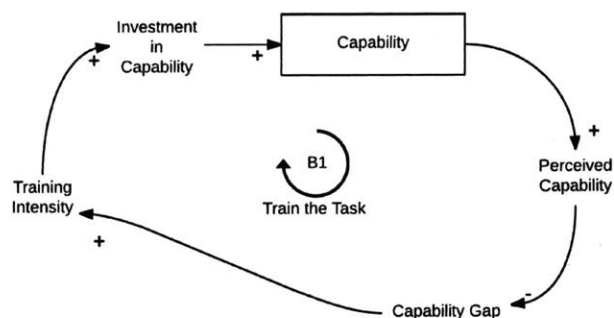 Investment
in
Capability
+
+
Capability
+
Perceived
Capability
B1
Train the Task
Training
Intensity
+
-
Capability Gap